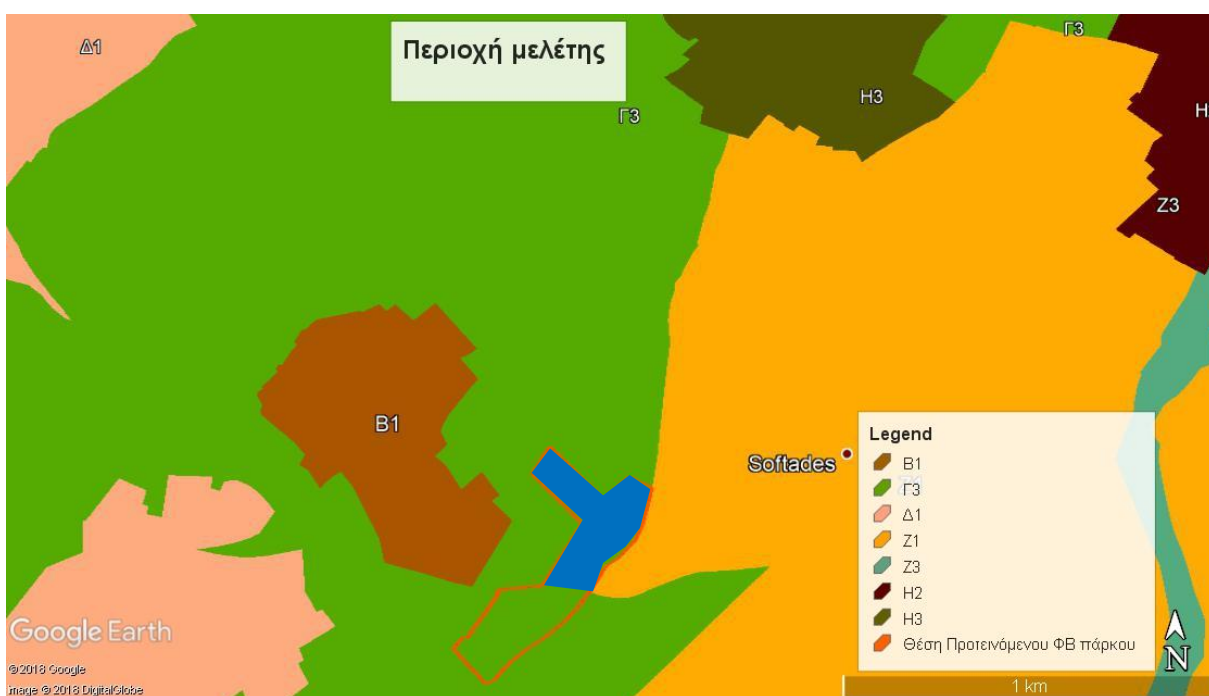 Δ1
Περιοχή μελέτης
Γ3
Γ3
Η3
Ζ3
Β1
Softades
Legend
Β1
Γ3
Δ1
Ζ1
Ζ3
Η2
Η3
Θέση Προτεινόμενου ΦΒ πάρκου
Google Earth
© 2018 Google
Image © 2018 DigitalGlobe
1 km
N